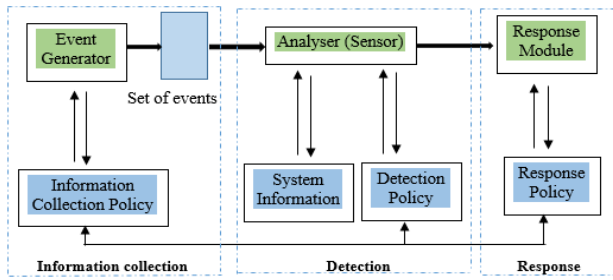 Event
Generator
Set of events
Analyser (Sensor)
Response
Module
Information
Collection Policy
System
Information
Detection
Policy
Response
Policy
Information collection
Detection
Response